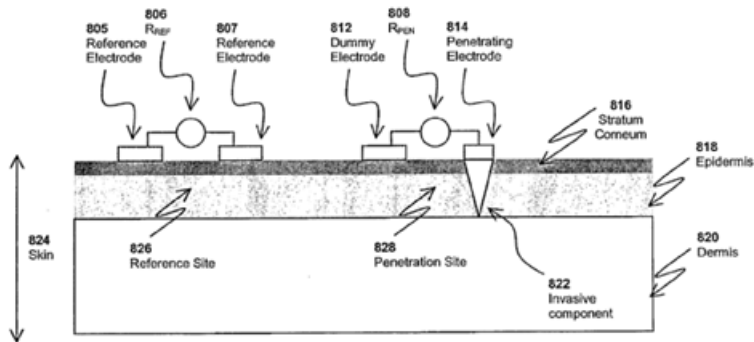 805
Reference
Electrode
806
RREF
807
Reference
Electrode
812
Dummy
Electrode
808
RPEN
814
Penetrating
Electrode
816
Stratum
Corneum
818
Epidermis
824
Skin
826
Reference Site
828
Penetration Site
822
Invasive
component
820
Dermis